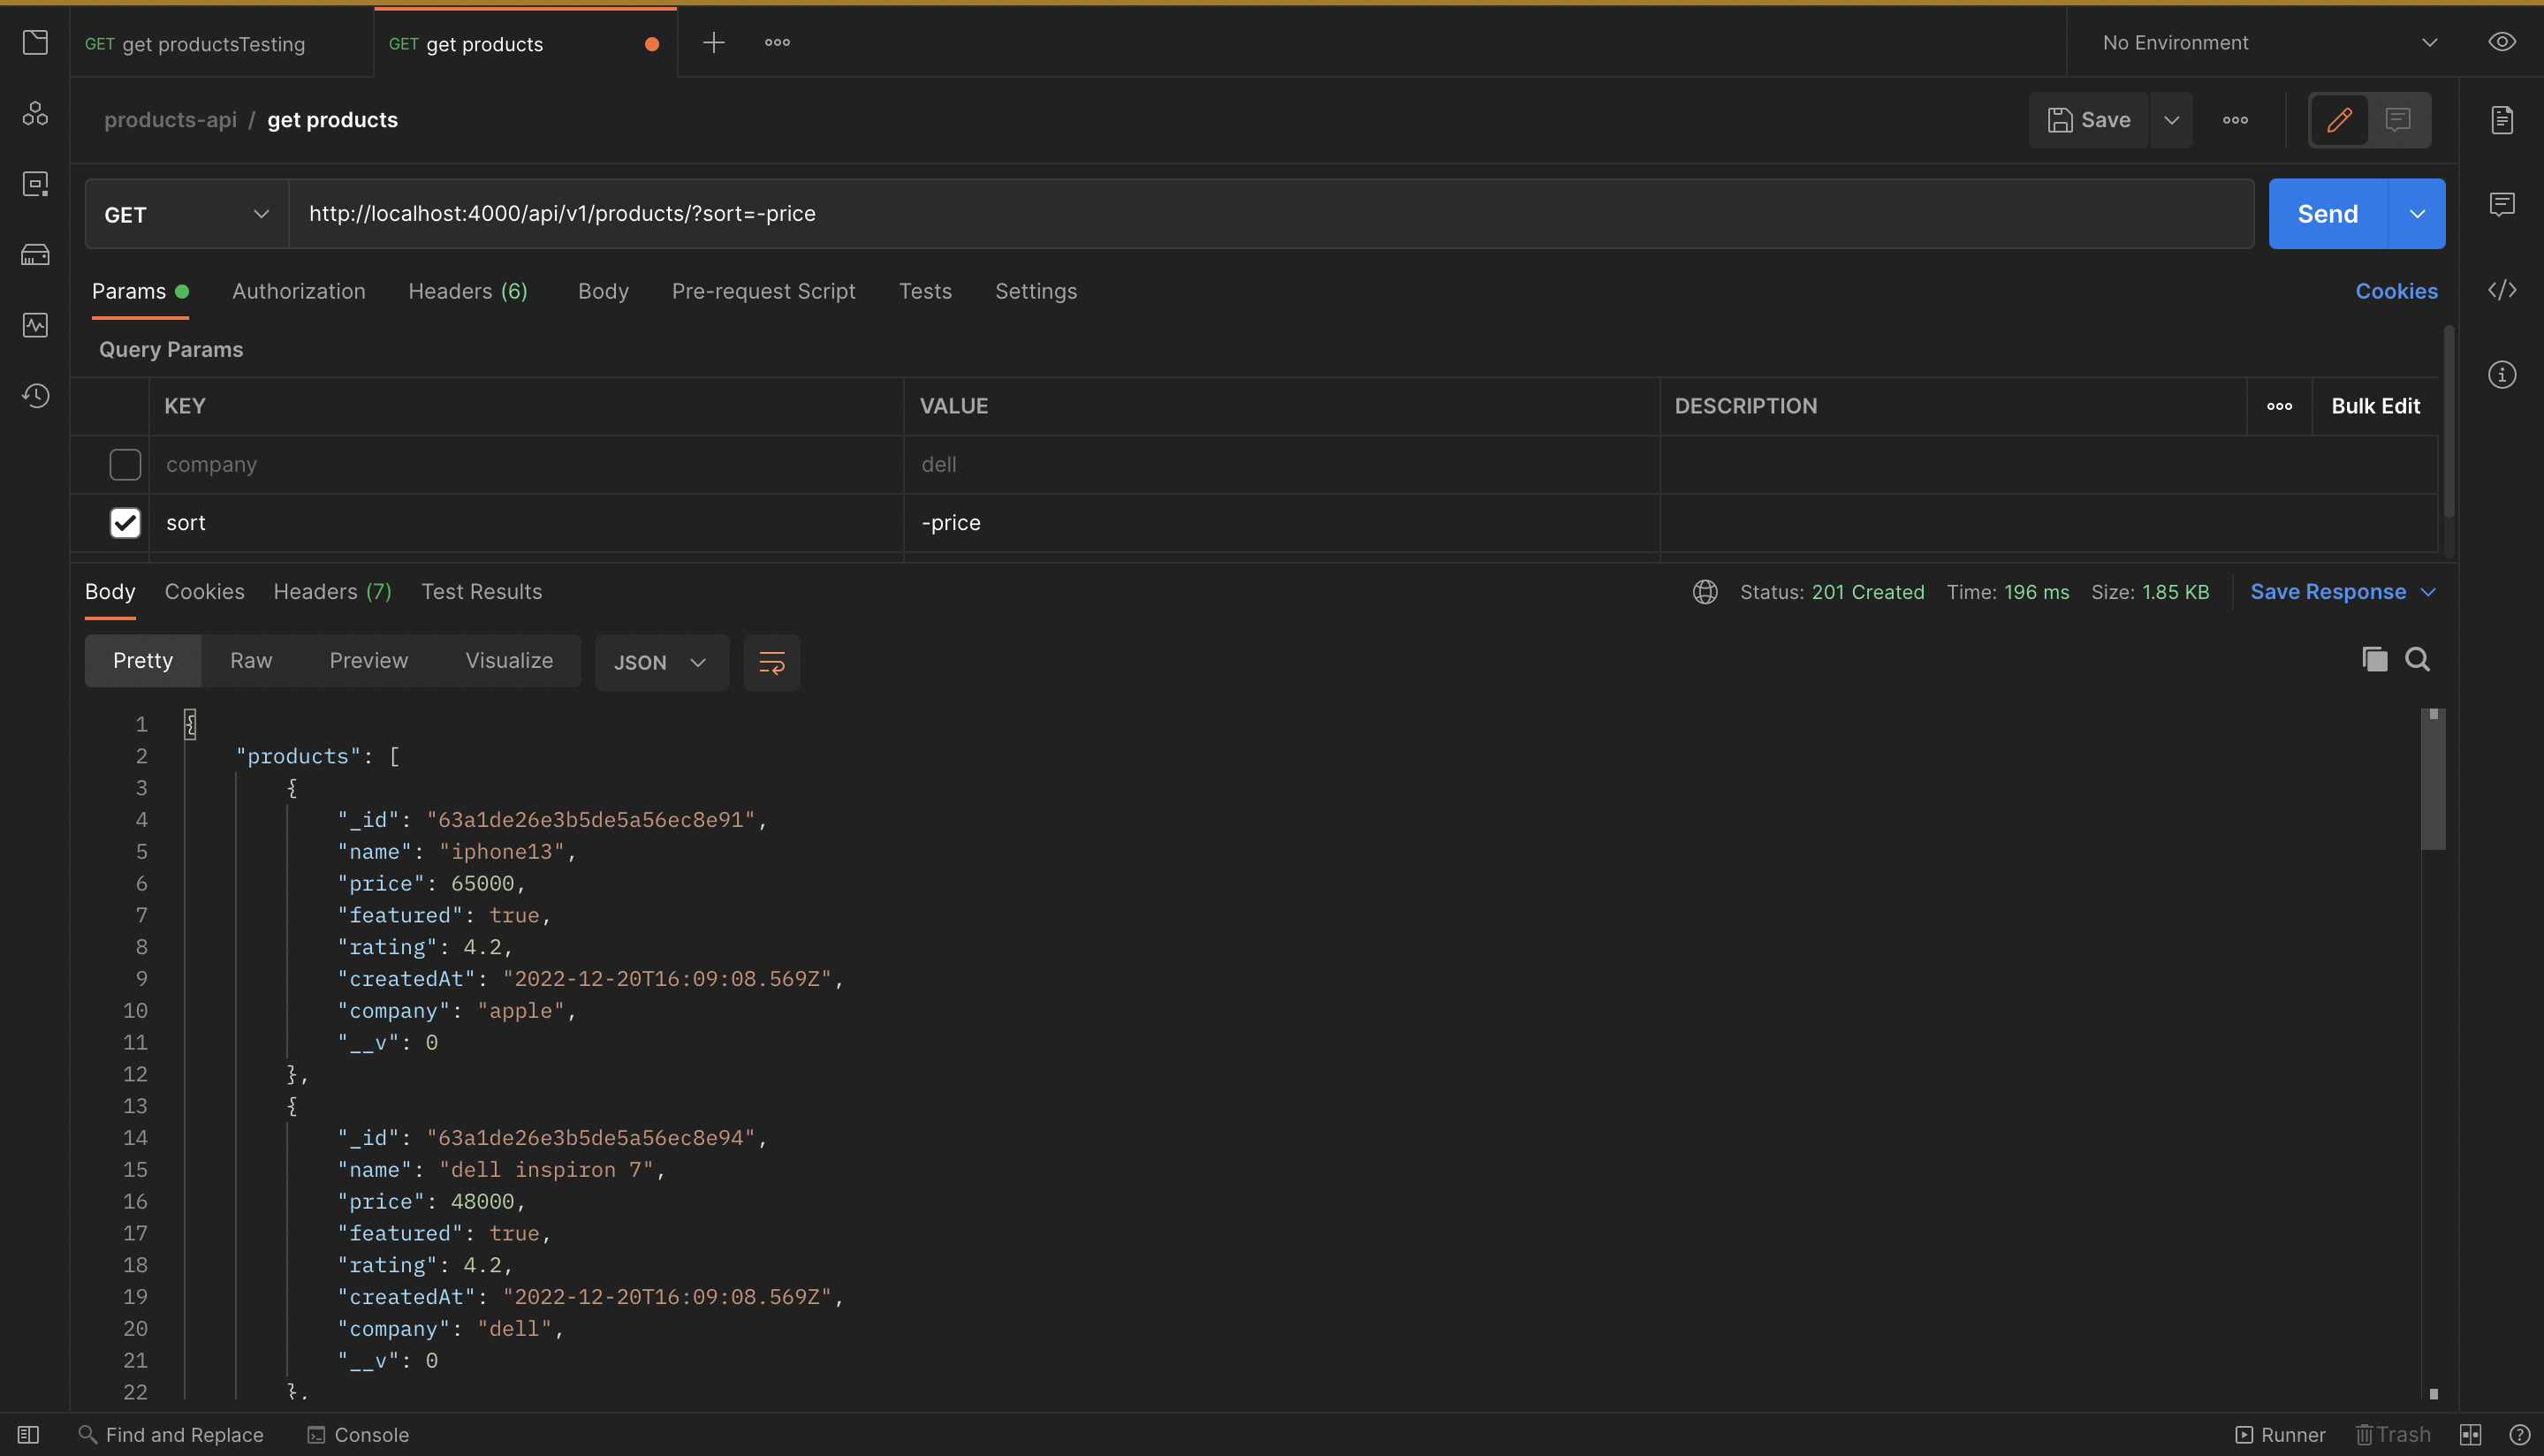 GET get productsTesting
GET get products
No Environment
products-api / get products
Save
GET http://localhost:4000/api/v1/products/?sort=-price
Send
Params Authorization Headers (6) Body Pre-request Script Tests Settings Cookies
Query Params
KEY VALUE DESCRIPTION Bulk Edit
company dell
sort -price
Body Cookies Headers (7) Test Results Status: 201 Created Time: 196 ms Size: 1.85 KB Save Response
Pretty Raw Preview Visualize JSON
1 {
2 "products": [
3 {
4 "_id": "63a1de26e3b5de5a56ec8e91",
5 "name": "iphone13",
6 "price": 65000,
7 "featured": true,
8 "rating": 4.2,
9 "createdAt": "2022-12-20T16:09:08.569Z",
10 "company": "apple",
11 "__v": 0
12 },
13 {
14 "_id": "63a1de26e3b5de5a56ec8e94",
15 "name": "dell inspiron 7",
16 "price": 48000,
17 "featured": true,
18 "rating": 4.2,
19 "createdAt": "2022-12-20T16:09:08.569Z",
20 "company": "dell",
21 "__v": 0
22 },
Find and Replace Console Runner Trash